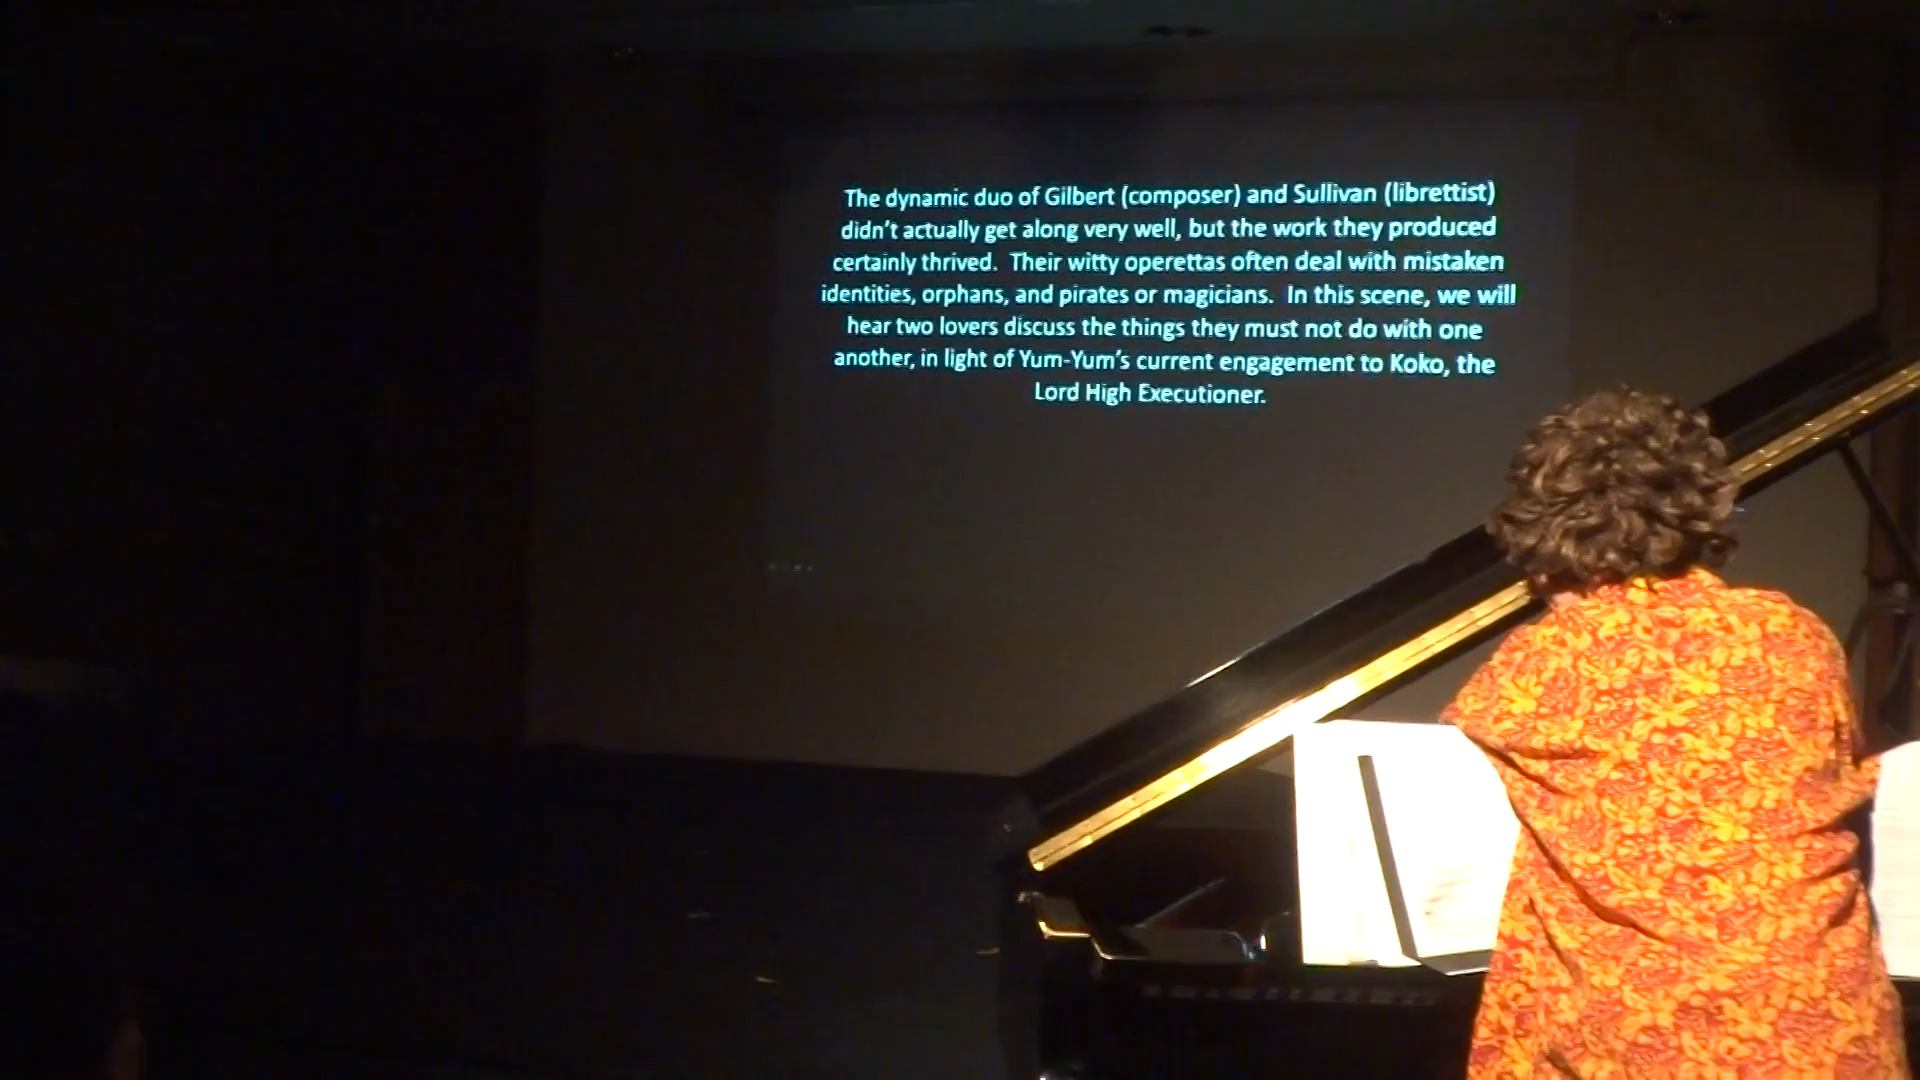 The dynamic duo of Gilbert (composer) and Sullivan (librettist)
didn't actually get along very well, but the work they produced
certainly thrived.  Their witty operettas often deal with mistaken
identities, orphans, and pirates or magicians.  In this scene, we will
hear two lovers discuss the things they must not do with one
another, in light of Yum-Yum's current engagement to Koko, the
Lord High Executioner.